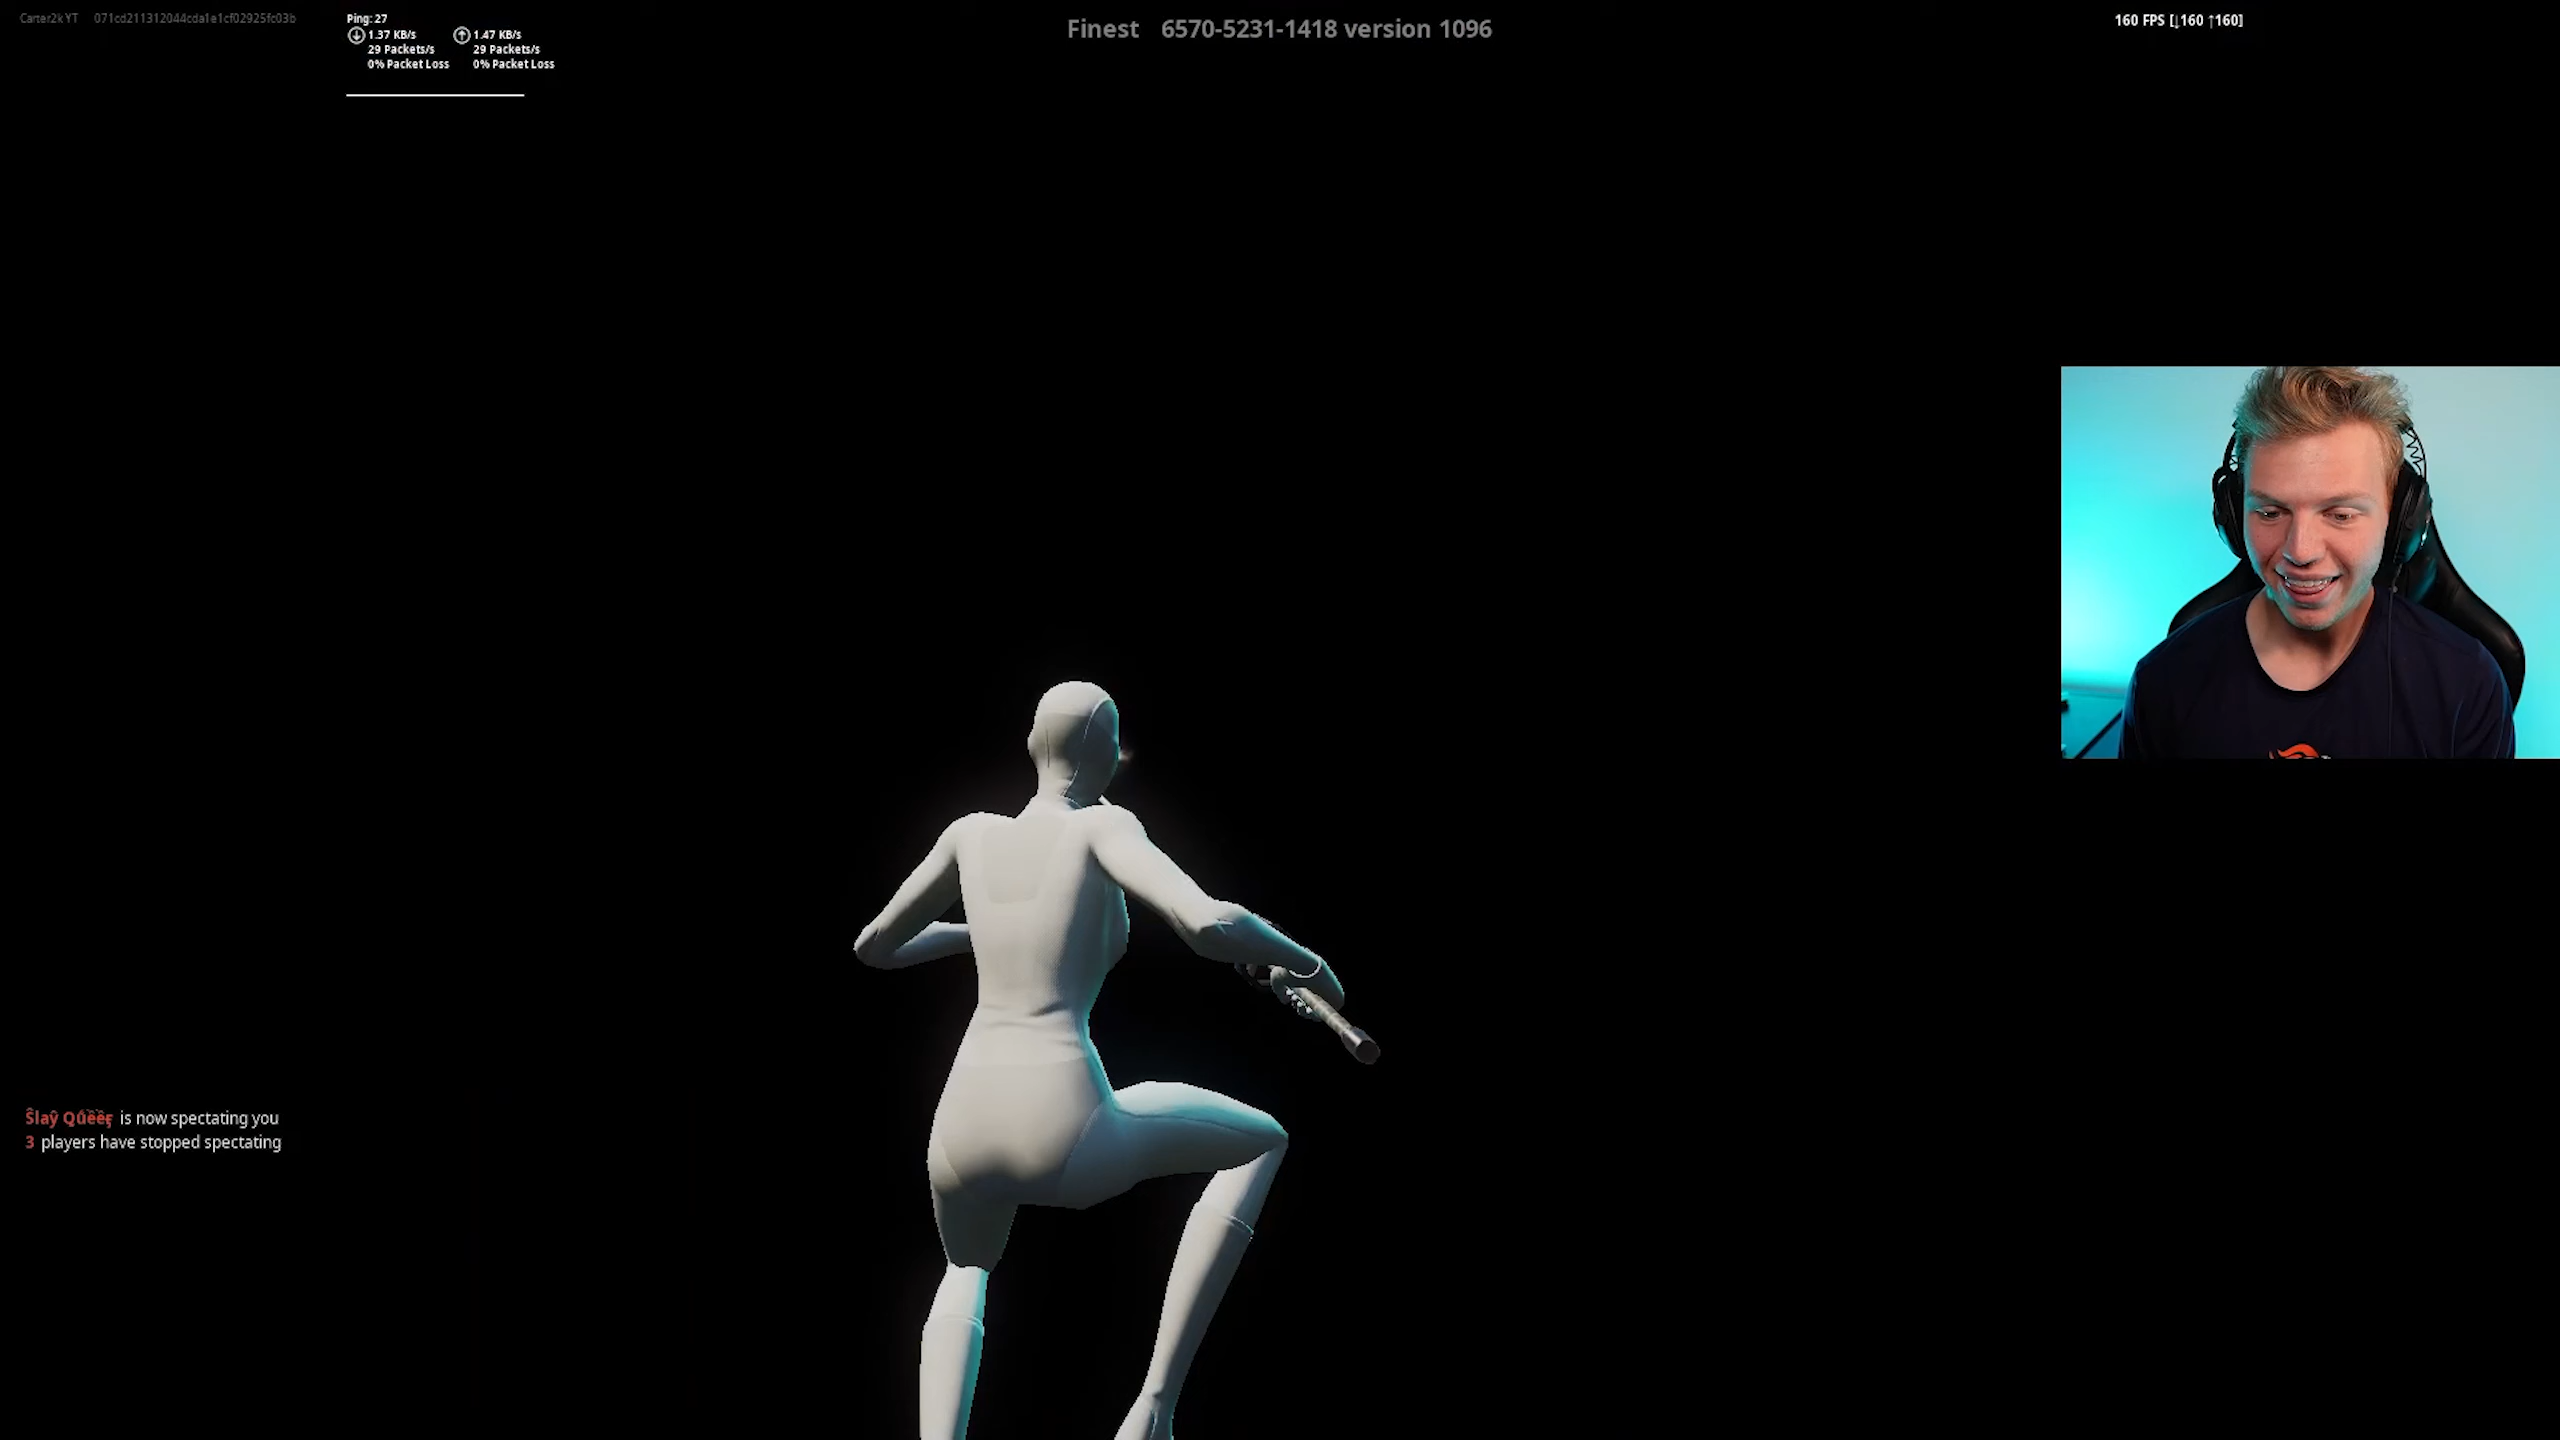 Carter2k YT 071cd211312044cda1e1cf02925fc03b
Ping: 27
1.37 KB/s 1.47 KB/s
29 Packets/s 29 Packets/s
0% Packet Loss 0% Packet Loss
Finest 6570-5231-1418 version 1096
160 FPS [↓160 ↑160]
is now spectating you
3 players have stopped spectating